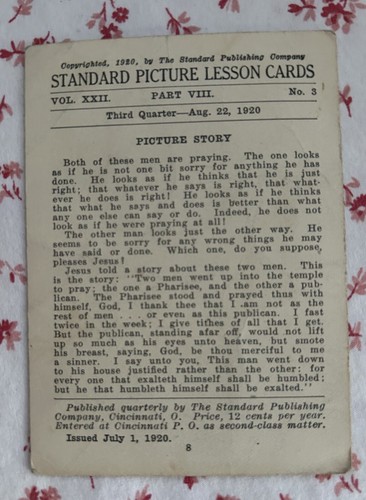 Copyrighted, 1920, by The Standard Publishing Company
STANDARD PICTURE LESSON CARDS
VOL. XXII. PART VIII. No. 3
Third Quarter—Aug. 22, 1920
PICTURE STORY
Both of these men are praying. The one looks
as if he is not one bit sorry for anything he has
done. He looks as if he thinks that he is just
right; that whatever he says is right, that what-
ever he does is right! He looks as if he thinks
that what he says and does is better than what
any one else can say or do. Indeed, he does not
look as if he were praying at all!
The other man looks just the other way. He
seems to be sorry for any wrong things he may
have said or done. Which one, do you suppose,
pleases Jesus?
Jesus told a story about these two men. This
is the story: "Two men went up into the temple
to pray; the one a Pharisee, and the other a pub-
lican. The Pharisee stood and prayed thus with
himself, God, I thank thee that I am not as the
rest of men . . . or even as this publican. I fast
twice in the week; I give tithes of all that I get.
But the publican, standing afar off, would not lift
up so much as his eyes unto heaven, but smote
his breast, saying, God, be thou merciful to me
a sinner. I say unto you, This man went down
to his house justified rather than the other: for
every one that exalteth himself shall be humbled;
but he that humbleth himself shall be exalted."
Published quarterly by The Standard Publishing
Company, Cincinnati, O. Price, 12 cents per year.
Entered at Cincinnati P. O. as second-class matter.
Issued July 1, 1920.
8